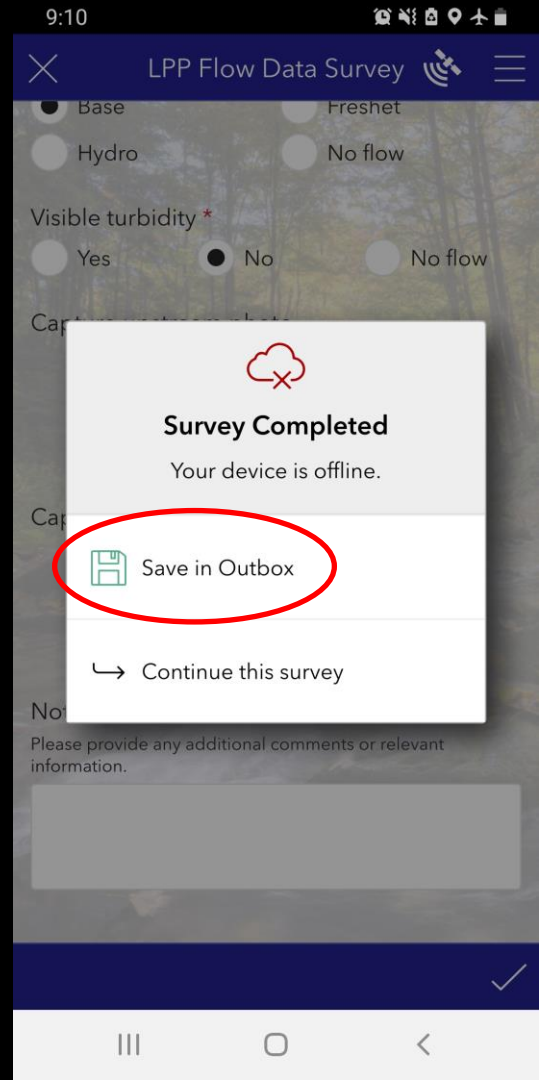 9:10
LPP Flow Data Survey
Base Freshet
Hydro No flow
Visible turbidity *
Yes No No flow
Survey Completed
Your device is offline.
Save in Outbox
Continue this survey
Please provide any additional comments or relevant
information.